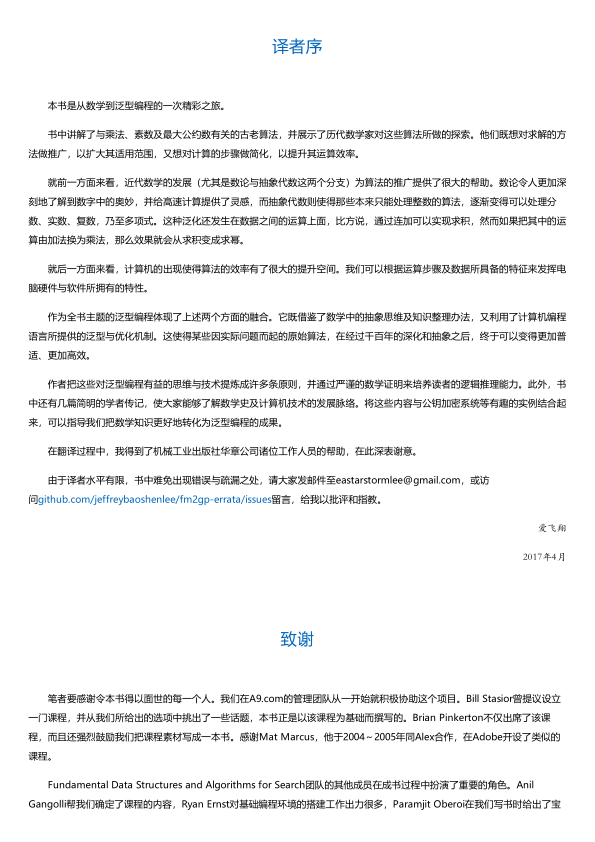 译者序
本书是从数学到泛型编程的一次精彩之旅。
书中讲解了与乘法、素数及最大公约数有关的古老算法，并展示了历代数学家对这些算法所做的探索。他们既想对求解的方
法做推广，以扩大其适用范围，又想对计算的步骤做简化，以提升其运算效率。
就前一方面来看，近代数学的发展（尤其是数论与抽象代数这两个分支）为算法的推广提供了很大的帮助。数论令人更加深
刻地了解到数字中的奥妙，并给高速计算提供了灵感，而抽象代数则使得那些本来只能处理整数的算法，逐渐变得可以处理分
数、实数、复数，乃至多项式。这种泛化还发生在数据之间的运算上面，比方说，通过连加可以实现求积，然而如果把其中的运
算由加法换为乘法，那么效果就会从求积变成求幂。
就后一方面来看，计算机的出现使得算法的效率有了很大的提升空间。我们可以根据运算步骤及数据所具备的特征来发挥电
脑硬件与软件所拥有的特性。
作为全书主题的泛型编程体现了上述两个方面的融合。它既借鉴了数学中的抽象思维及知识整理办法，又利用了计算机编程
语言所提供的泛型与优化机制。这使得某些因实际问题而起的原始算法，在经过千百年的深化和抽象之后，终于可以变得更加普
适、更加高效。
作者把这些对泛型编程有益的思维与技术提炼成许多条原则，并通过严谨的数学证明来培养读者的逻辑推理能力。此外，书
中还有几篇简明的学者传记，使大家能够了解数学史及计算机技术的发展脉络。将这些内容与公钥加密系统等有趣的实例结合起
来，可以指导我们把数学知识更好地转化为泛型编程的成果。
在翻译过程中，我得到了机械工业出版社华章公司诸位工作人员的帮助，在此深表谢意。
由于译者水平有限，书中难免出现错误与疏漏之处，请大家发邮件至eastarstormlee@gmail.com，或访
问github.com/jeffreybaoshenlee/fm2gp-errata/issues留言，给我以批评和指教。
爱飞翔
2017年4月
致谢
笔者要感谢令本书得以面世的每一个人。我们在A9.com的管理团队从一开始就积极协助这个项目。Bill Stasior曾提议设立
一门课程，并从我们所给出的选项中挑出了一些话题，本书正是以该课程为基础而撰写的。Brian Pinkerton不仅出席了该课
程，而且还强烈鼓励我们把课程素材写成一本书。感谢Mat Marcus，他于2004～2005年同Alex合作，在Adobe开设了类似的
课程。
Fundamental Data Structures and Algorithms for Search团队的其他成员在成书过程中扮演了重要的角色。Anil
Gangolli帮我们确定了课程的内容，Ryan Ernst对基础编程环境的搭建工作出力很多，Paramjit Oberoi在我们写书时给出了宝